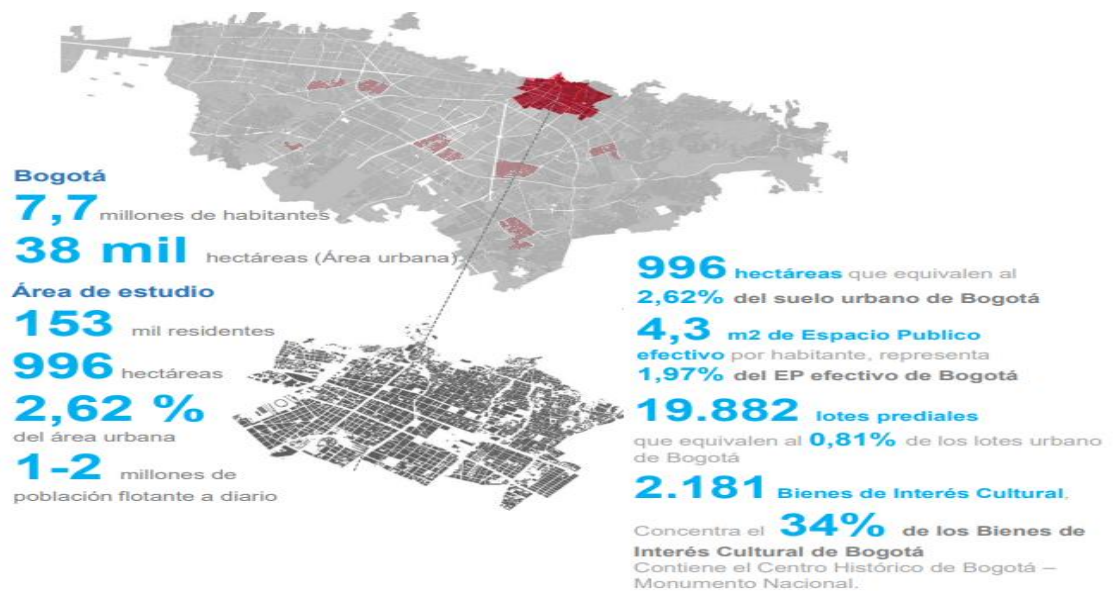 Bogotá
7,7 millones de habitantes
38 mil hectáreas (Área urbana)
Área de estudio
153 mil residentes
996 hectáreas
2,62 %
del área urbana
1-2 millones de
población flotante a diario
996 hectáreas que equivalen al
2,62% del suelo urbano de Bogotá
4,3 m2 de Espacio Publico
efectivo por habitante, representa
1,97% del EP efectivo de Bogotá
19.882 lotes prediales
que equivalen al 0,81% de los lotes urbano
de Bogotá
2.181 Bienes de Interés Cultural.
Concentra el 34% de los Bienes de
Interés Cultural de Bogotá
Contiene el Centro Histórico de Bogotá –
Monumento Nacional.